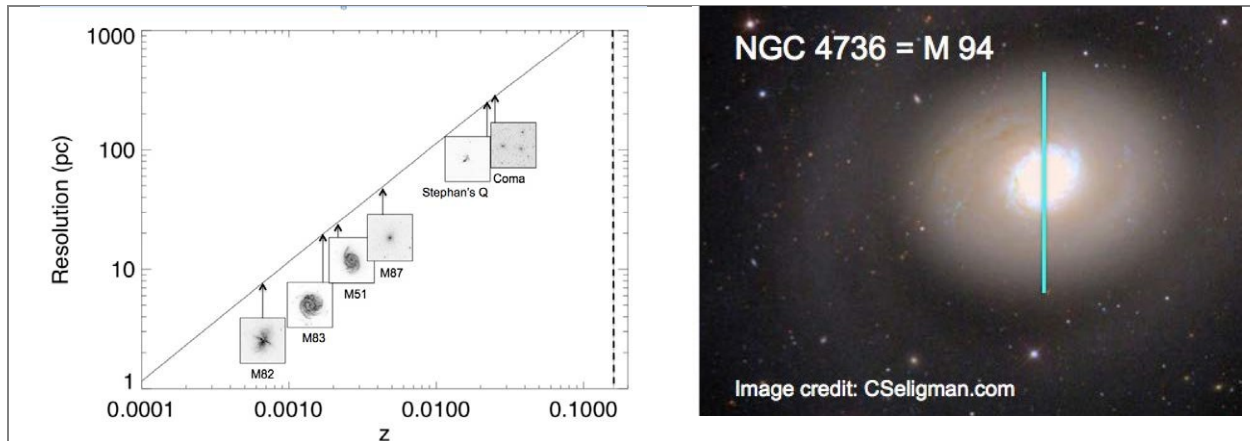 1000
100
10
1
Resolution (pc)
0.0001
0.0010
0.0100
0.1000
z
M82
M83
M51
M87
Stephan's Q
Coma
NGC 4736 = M 94
Image credit: CSeligman.com